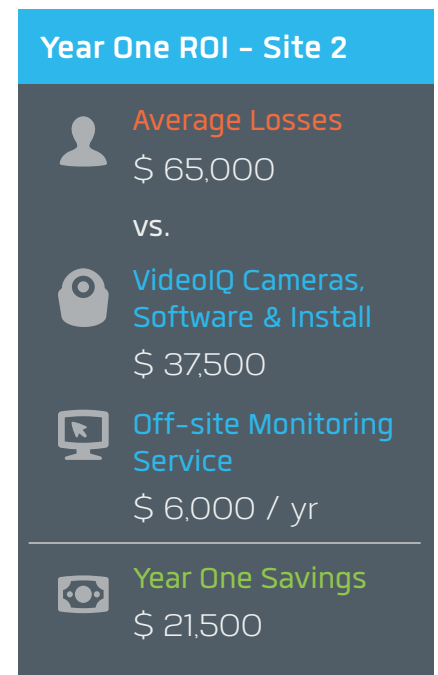 Year One ROI - Site 2
Average Losses
$ 65,000
vs.
VideoIQ Cameras,
Software & Install
$ 37,500
Off-site Monitoring
Service
$ 6,000 / yr
Year One Savings
$ 21,500